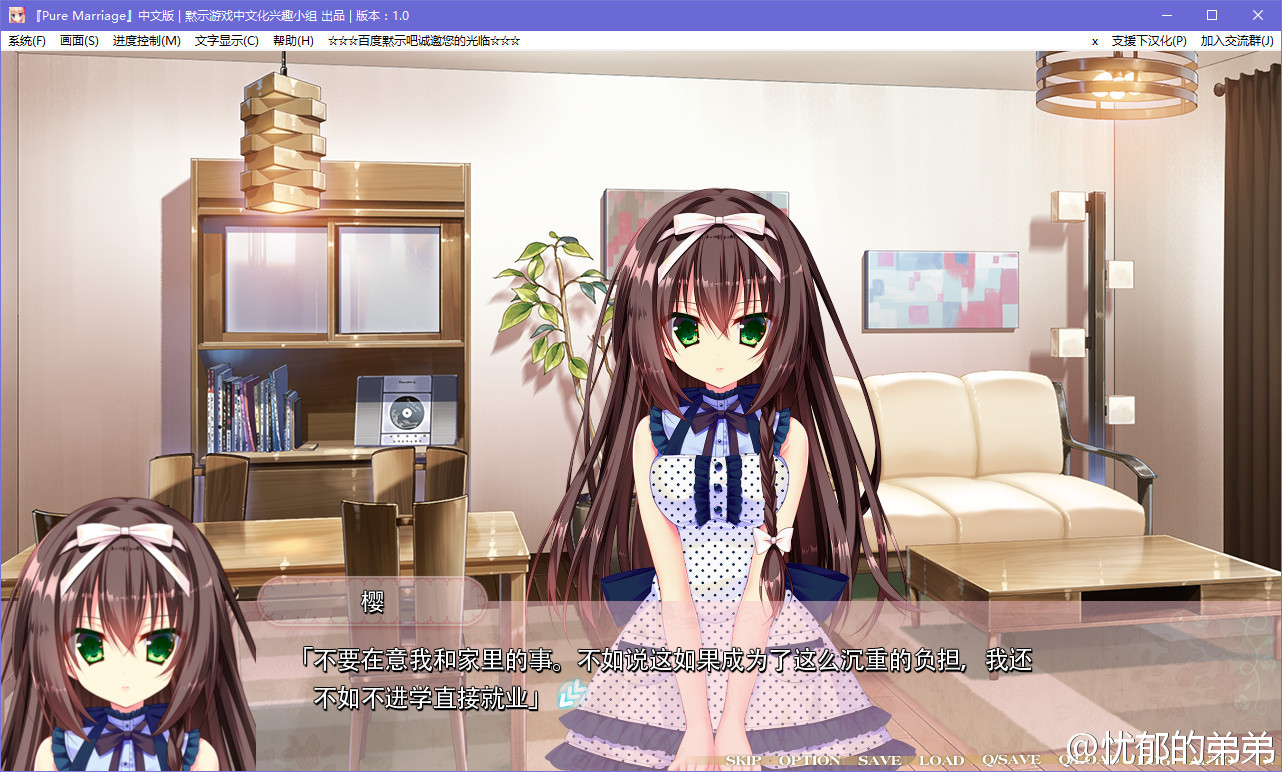 『Pure Marriage』中文版 | 黙示游戏中文化兴趣小组 出品 | 版本：1.0
系统(F) 画面(S) 进度控制(M) 文字显示(C) 帮助(H) ☆☆☆百度黙示吧诚邀您的光临☆☆☆ x 支援下汉化(P) 加入交流群(J)
樱
「不要在意我和家里的事。不如说这如果成为了这么沉重的负担，我还
不如不进学直接就业」
SKIP OPTION SAVE LOAD Q/SAVE
@忧郁的弟弟